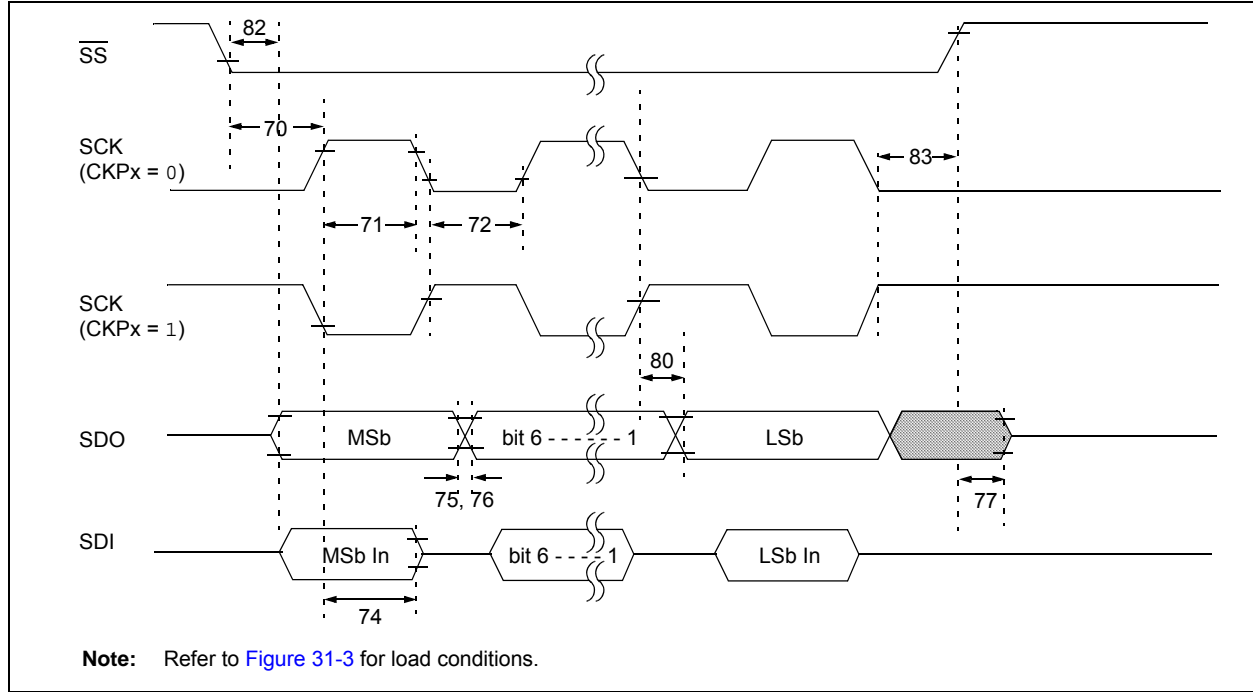 82
SS
70
SCK
(CKPx = 0)
83
71
72
SCK
(CKPx = 1)
80
SDO
MSb
bit 6 - - - - - - 1
LSb
75, 76
77
SDI
MSb In
bit 6 - - - - 1
LSb In
74
Note: Refer to Figure 31-3 for load conditions.